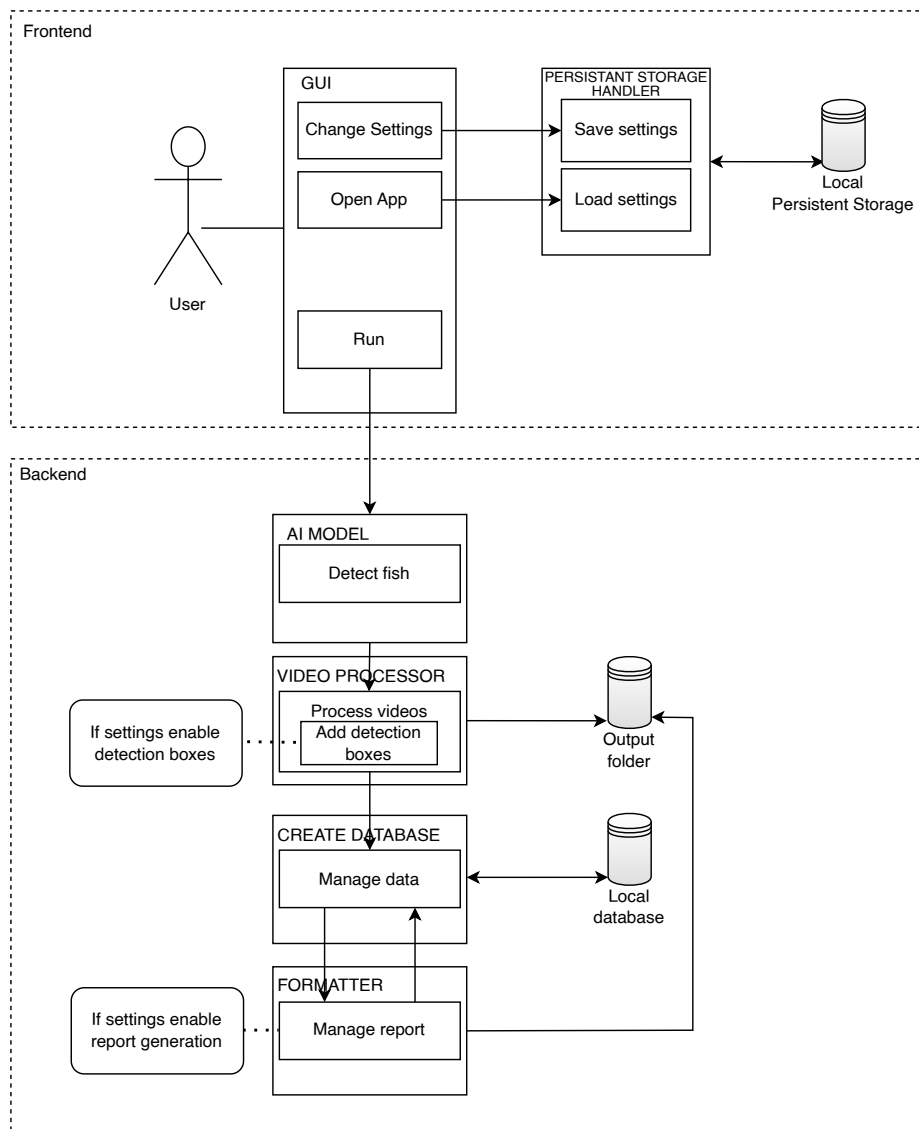 Frontend
GUI
Change Settings
Open App
Run
User
PERSISTANT STORAGE
HANDLER
Save settings
Load settings
Local
Persistent Storage
Backend
AI MODEL
Detect fish
VIDEO PROCESSOR
Process videos
Add detection
boxes
If settings enable
detection boxes
Output
folder
CREATE DATABASE
Manage data
Local
database
FORMATTER
Manage report
If settings enable
report generation